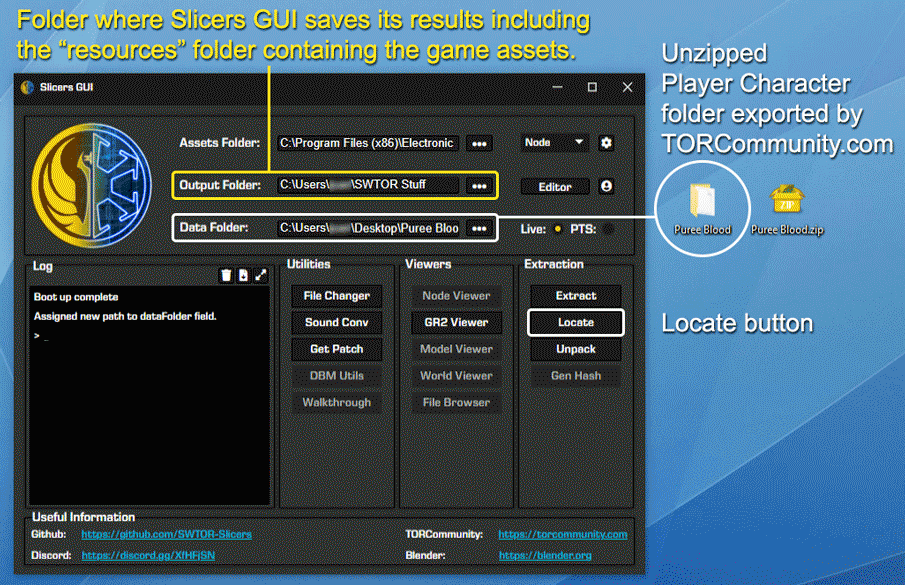 Folder where Slicers GUI saves its results including
the “resources” folder containing the game assets.
Unzipped
Player Character
folder exported by
TORCommunity.com
Slicers GUI
Assets Folder: C:\Program Files (x86)\Electronic
Node
Output Folder: C:\Users\ \SWTOR Stuff
Editor
Data Folder: C:\Users\ \Desktop\Puree Bloo
Live: PTS:
Puree Blood
ZIP
Puree Blood.zip
Log
Boot up complete
Assigned new path to dataFolder field.
> _
Utilities
File Changer
Sound Conv
Get Patch
DBM Utils
Walkthrough
Viewers
Node Viewer
GR2 Viewer
Model Viewer
World Viewer
File Browser
Extraction
Extract
Locate
Unpack
Gen Hash
Locate button
Useful Information
Github: https://github.com/SWTOR-Slicers
TORCommunity: https://torcommunity.com
Discord: https://discord.gg/XfHFjSN
Blender: https://blender.org